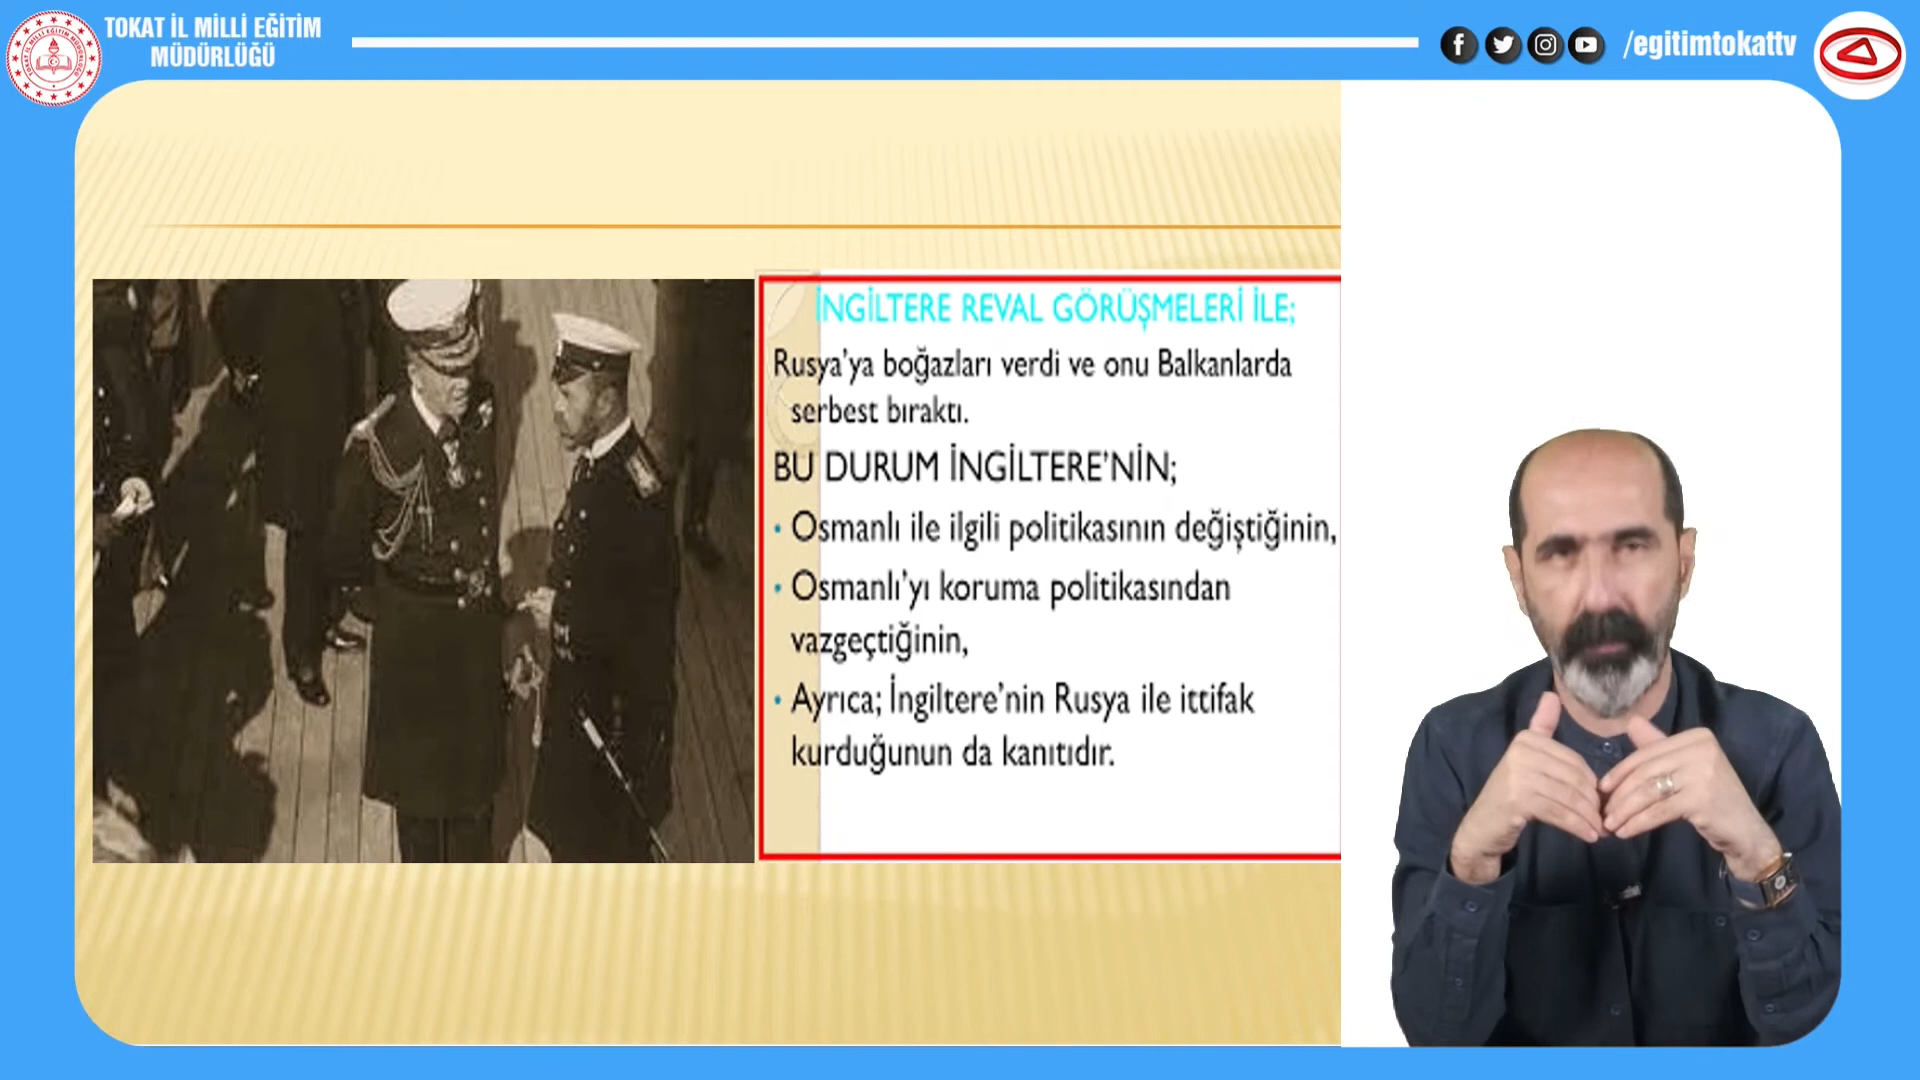 TOKAT İL MİLLİ EĞİTİM
MÜDÜRLÜĞÜ
/egitimtokattv
İNGİLTERE REVAL GÖRÜŞMELERİ İLE;
Rusya'ya boğazları verdi ve onu Balkanlarda
serbest bıraktı.
BU DURUM İNGİLTERE'NİN;
• Osmanlı ile ilgili politikasının değiştiğinin,
• Osmanlı'yı koruma politikasından
vazgeçtiğinin,
• Ayrıca; İngiltere'nin Rusya ile ittifak
kurduğunun da kanıtıdır.